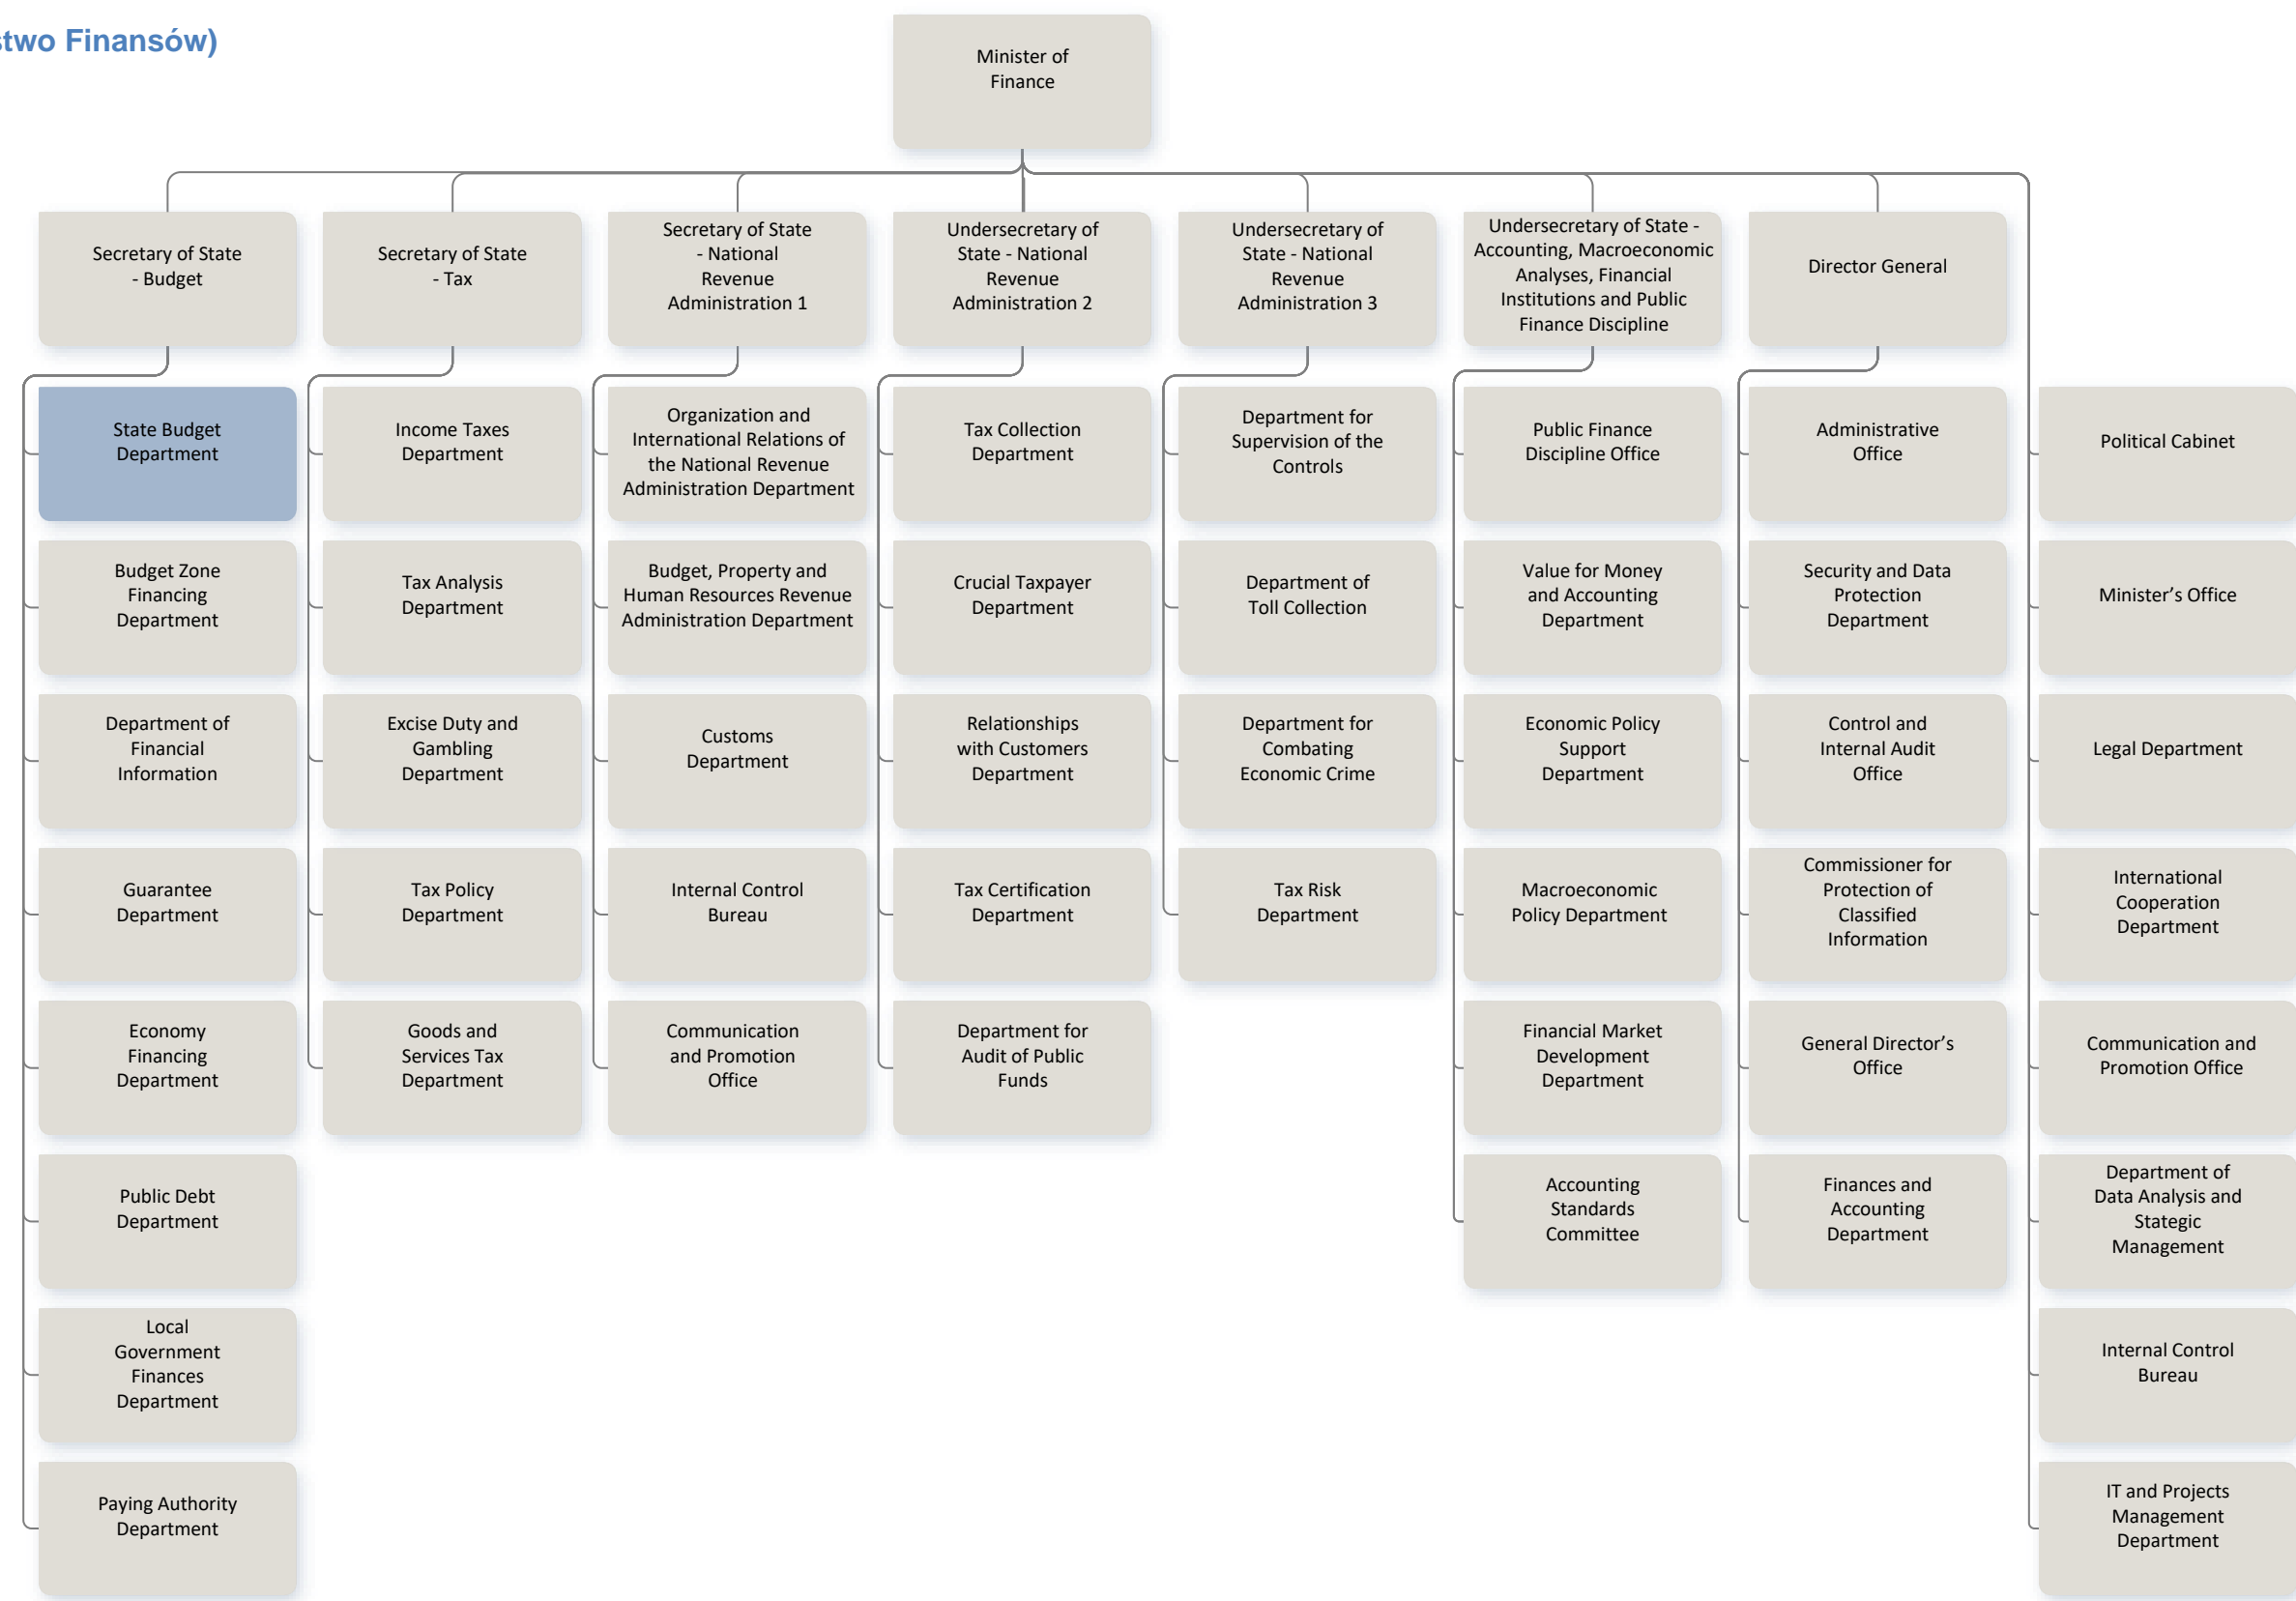 stwo Finansów)
Minister of
Finance
Secretary of State
- Budget
Secretary of State
- Tax
Secretary of State
- National
Revenue
Administration 1
Undersecretary of
State - National
Revenue
Administration 2
Undersecretary of
State - National
Revenue
Administration 3
Undersecretary of State -
Accounting, Macroeconomic
Analyses, Financial
Institutions and Public
Finance Discipline
Director General
State Budget
Department
Income Taxes
Department
Organization and
International Relations of
the National Revenue
Administration Department
Tax Collection
Department
Department for
Supervision of the
Controls
Public Finance
Discipline Office
Administrative
Office
Political Cabinet
Budget Zone
Financing
Department
Tax Analysis
Department
Budget, Property and
Human Resources Revenue
Administration Department
Crucial Taxpayer
Department
Department of
Toll Collection
Value for Money
and Accounting
Department
Security and Data
Protection
Department
Minister’s Office
Department of
Financial
Information
Excise Duty and
Gambling
Department
Customs
Department
Relationships
with Customers
Department
Department for
Combating
Economic Crime
Economic Policy
Support
Department
Control and
Internal Audit
Office
Legal Department
Guarantee
Department
Tax Policy
Department
Internal Control
Bureau
Tax Certification
Department
Tax Risk
Department
Macroeconomic
Policy Department
Commissioner for
Protection of
Classified
Information
International
Cooperation
Department
Economy
Financing
Department
Goods and
Services Tax
Department
Communication
and Promotion
Office
Department for
Audit of Public
Funds
Financial Market
Development
Department
General Director’s
Office
Communication and
Promotion Office
Public Debt
Department
Accounting
Standards
Committee
Finances and
Accounting
Department
Department of
Data Analysis and
Stategic
Management
Local
Government
Finances
Department
Internal Control
Bureau
Paying Authority
Department
IT and Projects
Management
Department